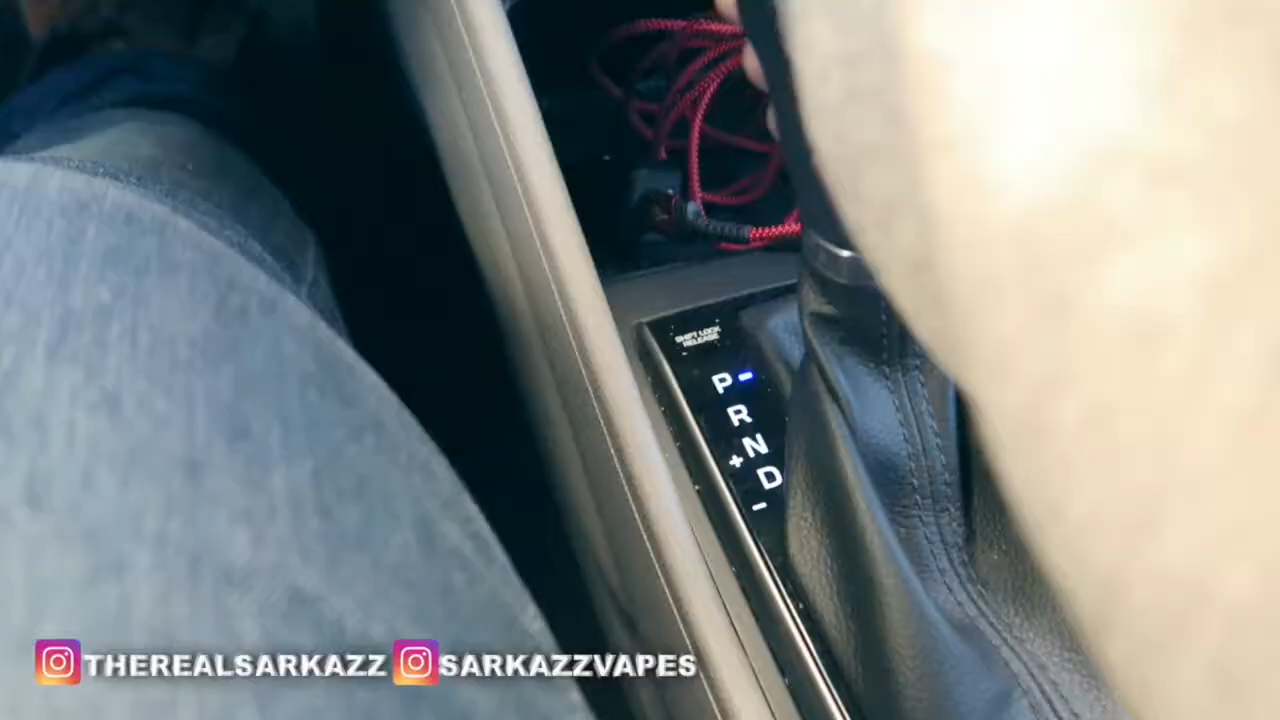 SHIFT LOCK
RELEASE
P -
R
N
+
D
-
THEREALSARKAZZ SARKAZZVAPES